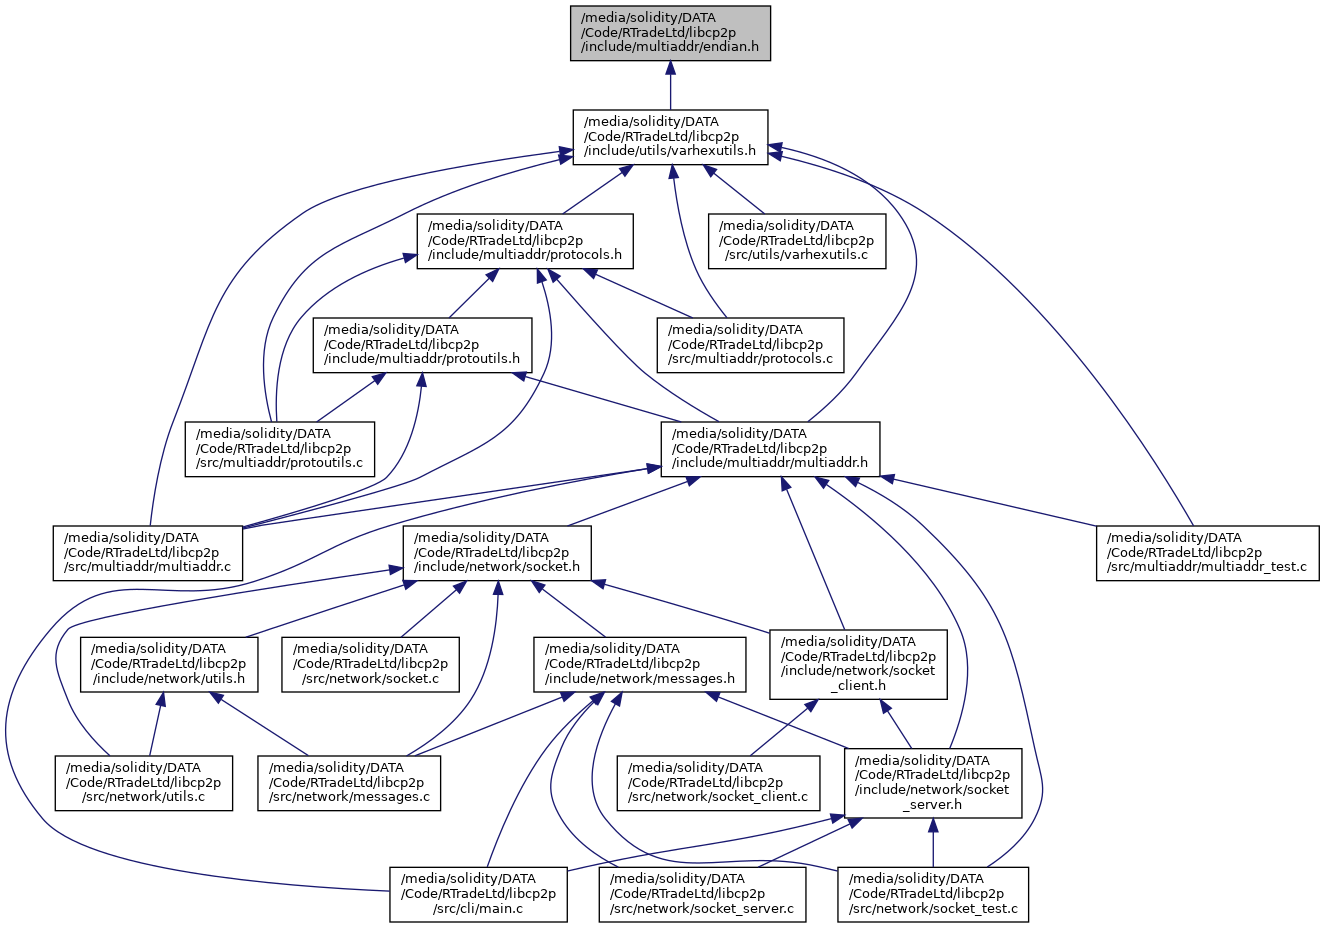 /media/solidity/DATA
/Code/RTradeLtd/libcp2p
/include/multiaddr/endian.h
/media/solidity/DATA
/Code/RTradeLtd/libcp2p
/include/utils/varhexutils.h
/media/solidity/DATA
/Code/RTradeLtd/libcp2p
/include/multiaddr/protocols.h
/media/solidity/DATA
/Code/RTradeLtd/libcp2p
/src/utils/varhexutils.c
/media/solidity/DATA
/Code/RTradeLtd/libcp2p
/include/multiaddr/protoutils.h
/media/solidity/DATA
/Code/RTradeLtd/libcp2p
/src/multiaddr/protocols.c
/media/solidity/DATA
/Code/RTradeLtd/libcp2p
/src/multiaddr/protoutils.c
/media/solidity/DATA
/Code/RTradeLtd/libcp2p
/include/multiaddr/multiaddr.h
/media/solidity/DATA
/Code/RTradeLtd/libcp2p
/src/multiaddr/multiaddr.c
/media/solidity/DATA
/Code/RTradeLtd/libcp2p
/include/network/socket.h
/media/solidity/DATA
/Code/RTradeLtd/libcp2p
/src/multiaddr/multiaddr_test.c
/media/solidity/DATA
/Code/RTradeLtd/libcp2p
/include/network/utils.h
/media/solidity/DATA
/Code/RTradeLtd/libcp2p
/src/network/socket.c
/media/solidity/DATA
/Code/RTradeLtd/libcp2p
/include/network/messages.h
/media/solidity/DATA
/Code/RTradeLtd/libcp2p
/include/network/socket
_client.h
/media/solidity/DATA
/Code/RTradeLtd/libcp2p
/src/network/utils.c
/media/solidity/DATA
/Code/RTradeLtd/libcp2p
/src/network/messages.c
/media/solidity/DATA
/Code/RTradeLtd/libcp2p
/src/network/socket_client.c
/media/solidity/DATA
/Code/RTradeLtd/libcp2p
/include/network/socket
_server.h
/media/solidity/DATA
/Code/RTradeLtd/libcp2p
/src/cli/main.c
/media/solidity/DATA
/Code/RTradeLtd/libcp2p
/src/network/socket_server.c
/media/solidity/DATA
/Code/RTradeLtd/libcp2p
/src/network/socket_test.c